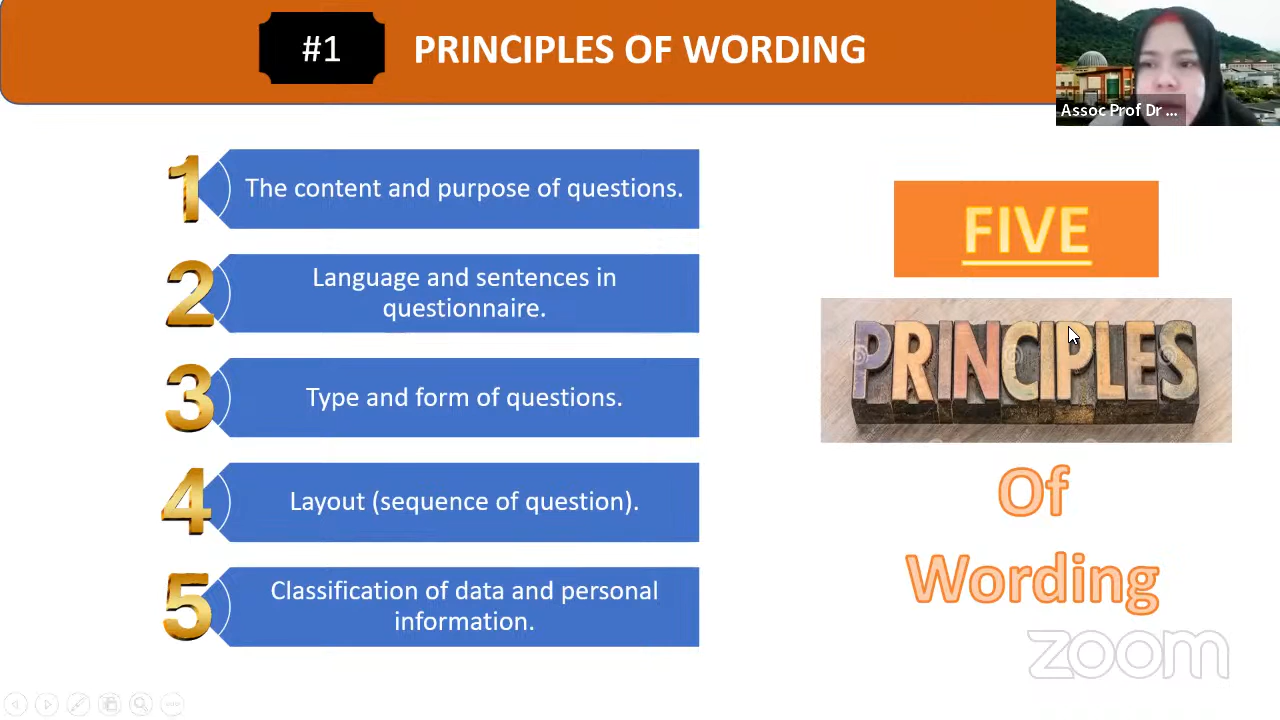 #1
PRINCIPLES OF WORDING
Assoc Prof Dr ...
1
The content and purpose of questions.
2
Language and sentences in
questionnaire.
3
Type and form of questions.
4
Layout (sequence of question).
5
Classification of data and personal
information.
FIVE
PRINCIPLES
Of
Wording
zoom